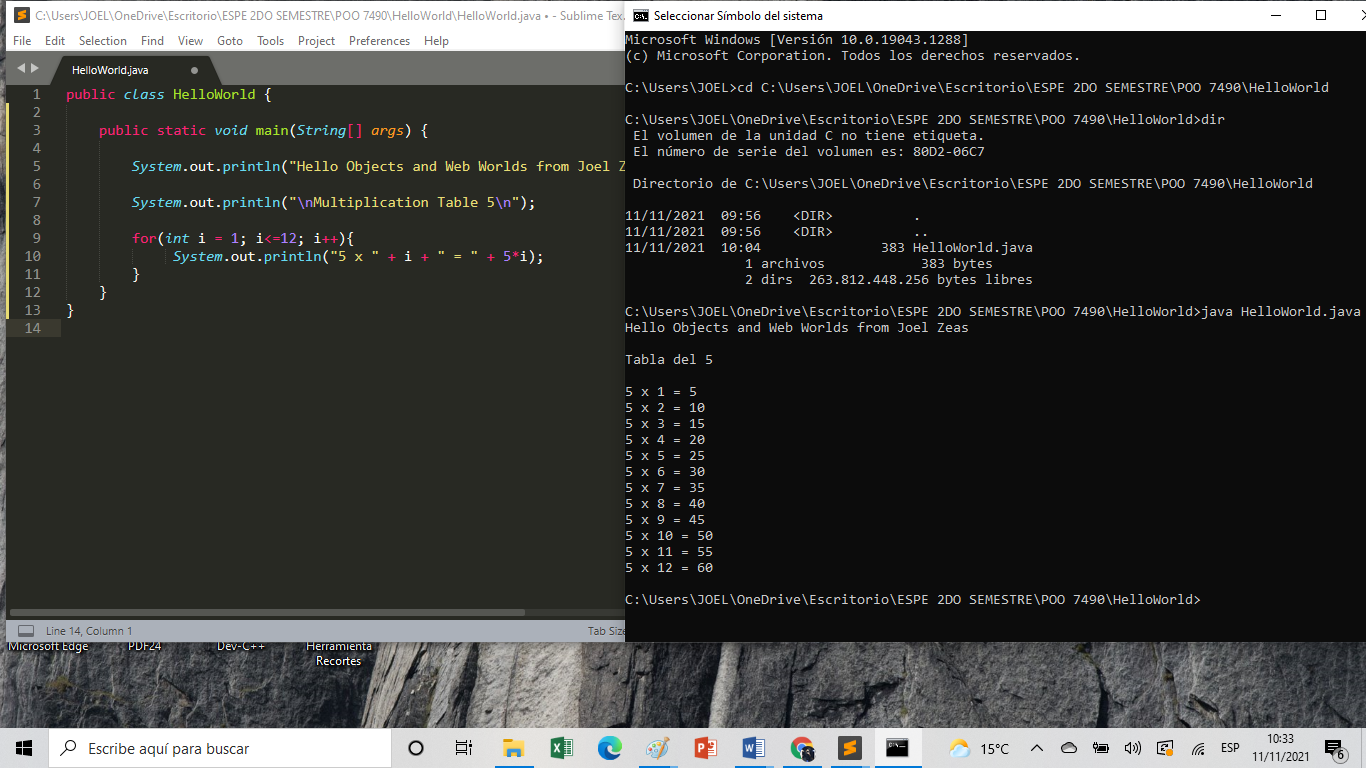 C:\Users\JOEL\OneDrive\Escritorio\ESPE 2DO SEMESTRE\POO 7490\HelloWorld\HelloWorld.java • - Sublime Tex
File Edit Selection Find View Goto Tools Project Preferences Help
HelloWorld.java
1 public class HelloWorld {
2
3 public static void main(String[] args) {
4
5 System.out.println("Hello Objects and Web Worlds from Joel Z
6
7 System.out.println("\nMultiplication Table 5\n");
8
9 for(int i = 1; i<=12; i++){
10 System.out.println("5 x " + i + " = " + 5*i);
11 }
12 }
13 }
14
Line 14, Column 1
Tab Size
Seleccionar Símbolo del sistema
Microsoft Windows [Versión 10.0.19043.1288]
(c) Microsoft Corporation. Todos los derechos reservados.
C:\Users\JOEL>cd C:\Users\JOEL\OneDrive\Escritorio\ESPE 2DO SEMESTRE\POO 7490\HelloWorld
C:\Users\JOEL\OneDrive\Escritorio\ESPE 2DO SEMESTRE\POO 7490\HelloWorld>dir
El volumen de la unidad C no tiene etiqueta.
El número de serie del volumen es: 80D2-06C7
Directorio de C:\Users\JOEL\OneDrive\Escritorio\ESPE 2DO SEMESTRE\POO 7490\HelloWorld
11/11/2021 09:56 <DIR> .
11/11/2021 09:56 <DIR> ..
11/11/2021 10:04 383 HelloWorld.java
1 archivos 383 bytes
2 dirs 263.812.448.256 bytes libres
C:\Users\JOEL\OneDrive\Escritorio\ESPE 2DO SEMESTRE\POO 7490\HelloWorld>java HelloWorld.java
Hello Objects and Web Worlds from Joel Zeas
Tabla del 5
5 x 1 = 5
5 x 2 = 10
5 x 3 = 15
5 x 4 = 20
5 x 5 = 25
5 x 6 = 30
5 x 7 = 35
5 x 8 = 40
5 x 9 = 45
5 x 10 = 50
5 x 11 = 55
5 x 12 = 60
C:\Users\JOEL\OneDrive\Escritorio\ESPE 2DO SEMESTRE\POO 7490\HelloWorld>
Microsoft Edge
PDF24
Dev-C++
Herramienta
Recortes
Escribe aquí para buscar
15°C
ESP
10:33
11/11/2021
6